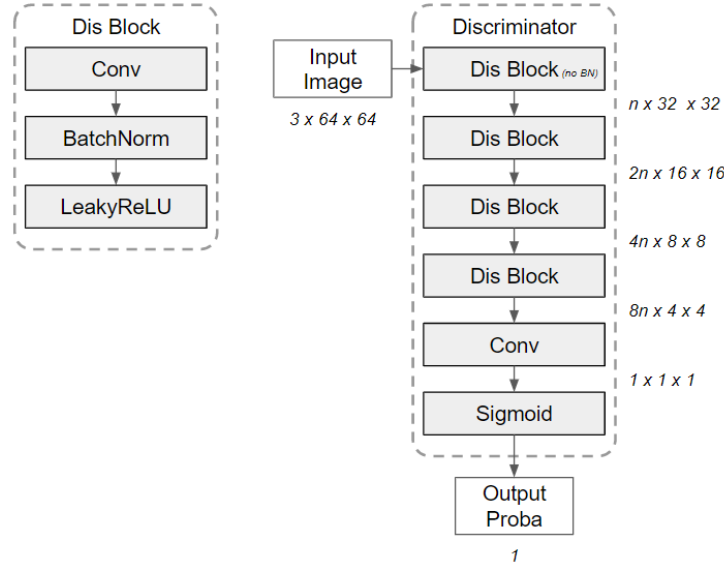 Dis Block
Conv
BatchNorm
LeakyReLU
Discriminator
Input
Image
3 x 64 x 64
Dis Block (no BN)
n x 32 x 32
Dis Block
2n x 16 x 16
Dis Block
4n x 8 x 8
Dis Block
8n x 4 x 4
Conv
1 x 1 x 1
Sigmoid
Output
Proba
1